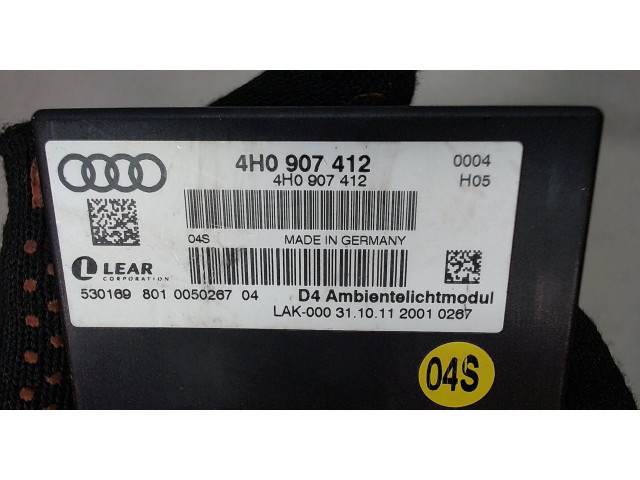 4H0 907 412 0004
4H0 907 412 H05
04S MADE IN GERMANY
LEAR
CORPORATION
530169 801 0050267 04 D4 Ambientelichtmodul
LAK-000 31.10.11 2001 0267
04S